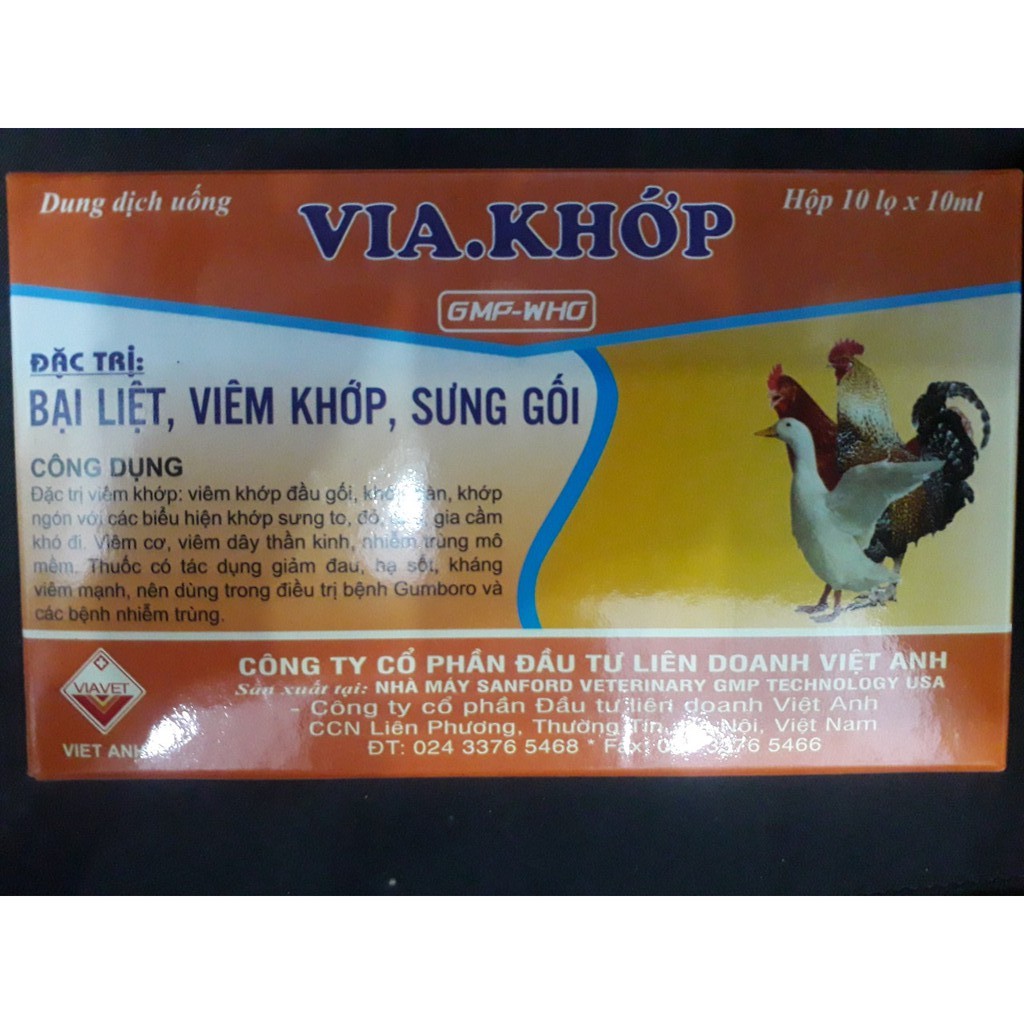 Dung dịch uống
VIA.KHỚP
Hộp 10 lọ x 10ml
GMP-WHO
ĐẶC TRỊ:
BẠI LIỆT, VIÊM KHỚP, SƯNG GỐI
CÔNG DỤNG
Đặc trị viêm khớp: viêm khớp đầu gối, khớp bàn, khớp
ngón với các biểu hiện khớp sưng to, đỏ, gia cầm
khó đi. Viêm cơ, viêm dây thần kinh, nhiễm trùng mô
mềm. Thuốc có tác dụng giảm đau, hạ sốt, kháng
viêm mạnh, nên dùng trong điều trị bệnh Gumboro và
các bệnh nhiễm trùng.
VIAVET
VIET ANH
CÔNG TY CỔ PHẦN ĐẦU TƯ LIÊN DOANH VIỆT ANH
Sản xuất tại: NHÀ MÁY SANFORD VETERINARY GMP TECHNOLOGY USA
- Công ty cổ phần Đầu tư liên doanh Việt Anh
CCN Liên Phương, Thường Tín, Hà Nội, Việt Nam
ĐT: 024 3376 5468 * Fax: 3376 5466